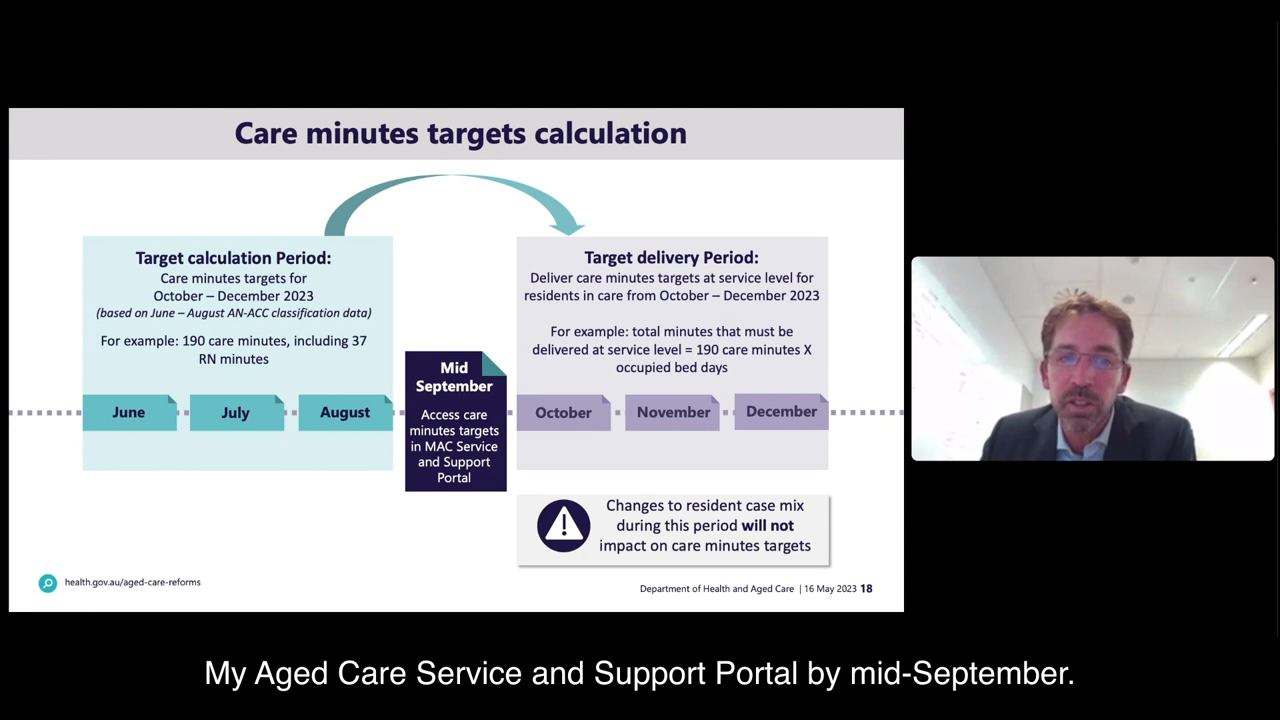 Care minutes targets calculation
Target calculation Period:
Care minutes targets for
October – December 2023
(based on June – August AN-ACC classification data)
For example: 190 care minutes, including 37
RN minutes
June
July
August
Mid
September
Access care
minutes targets
in MAC Service
and Support
Portal
Target delivery Period:
Deliver care minutes targets at service level for
residents in care from October – December 2023
For example: total minutes that must be
delivered at service level = 190 care minutes X
occupied bed days
October
November
December
Changes to resident case mix
during this period will not
impact on care minutes targets
health.gov.au/aged-care-reforms
Department of Health and Aged Care | 16 May 2023 18
My Aged Care Service and Support Portal by mid-September.